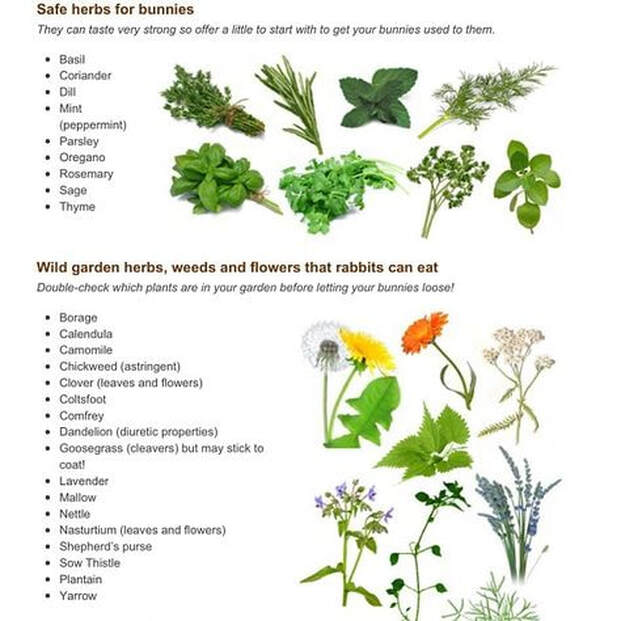 Safe herbs for bunnies
They can taste very strong so offer a little to start with to get your bunnies used to them.
Basil
Coriander
Dill
Mint
(peppermint)
Parsley
Oregano
Rosemary
Sage
Thyme
Wild garden herbs, weeds and flowers that rabbits can eat
Double-check which plants are in your garden before letting your bunnies loose!
Borage
Calendula
Camomile
Chickweed (astringent)
Clover (leaves and flowers)
Coltsfoot
Comfrey
Dandelion (diuretic properties)
Goosegrass (cleavers) but may stick to
coat!
Lavender
Mallow
Nettle
Nasturtium (leaves and flowers)
Shepherd's purse
Sow Thistle
Plantain
Yarrow